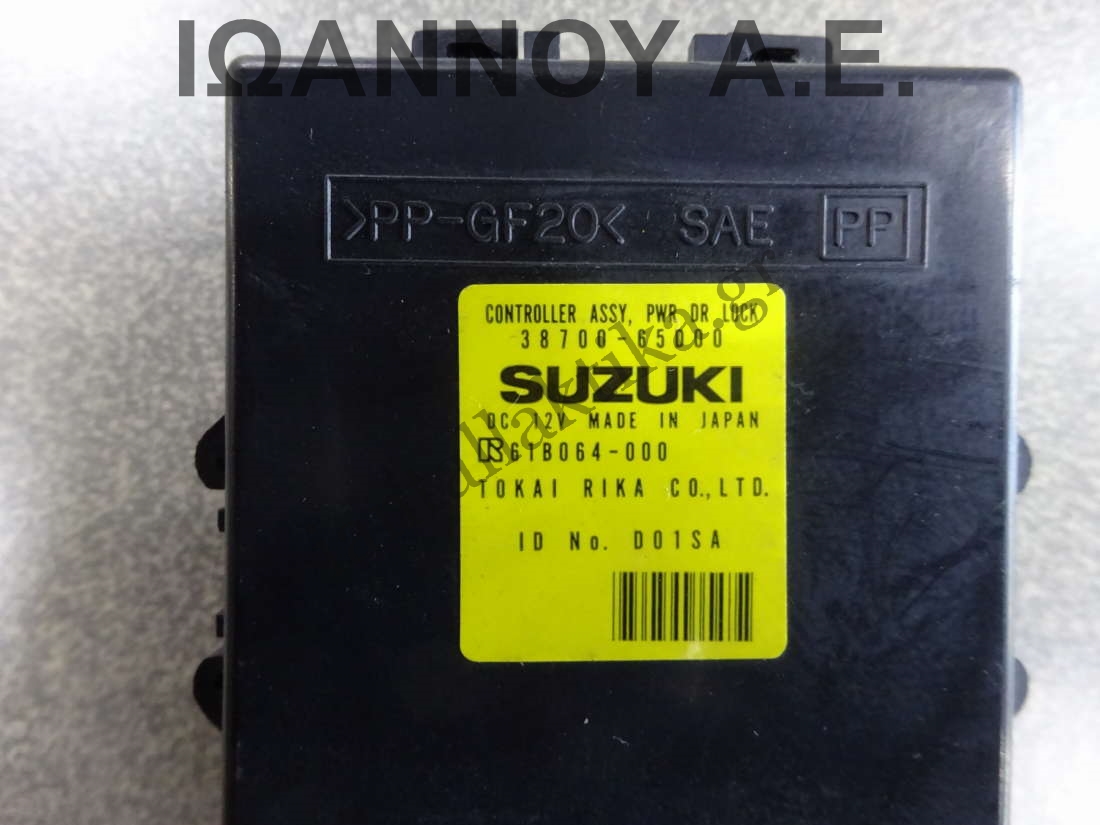 ΙΩΑΝΝΟΥ Α.Ε.
>PP-GF20< SAE PP
CONTROLLER ASSY, PWR DR LOCK
38700-65D00
SUZUKI
DC 12V MADE IN JAPAN
61B064-000
TOKAI RIKA CO.,LTD.
ID No. D01SA